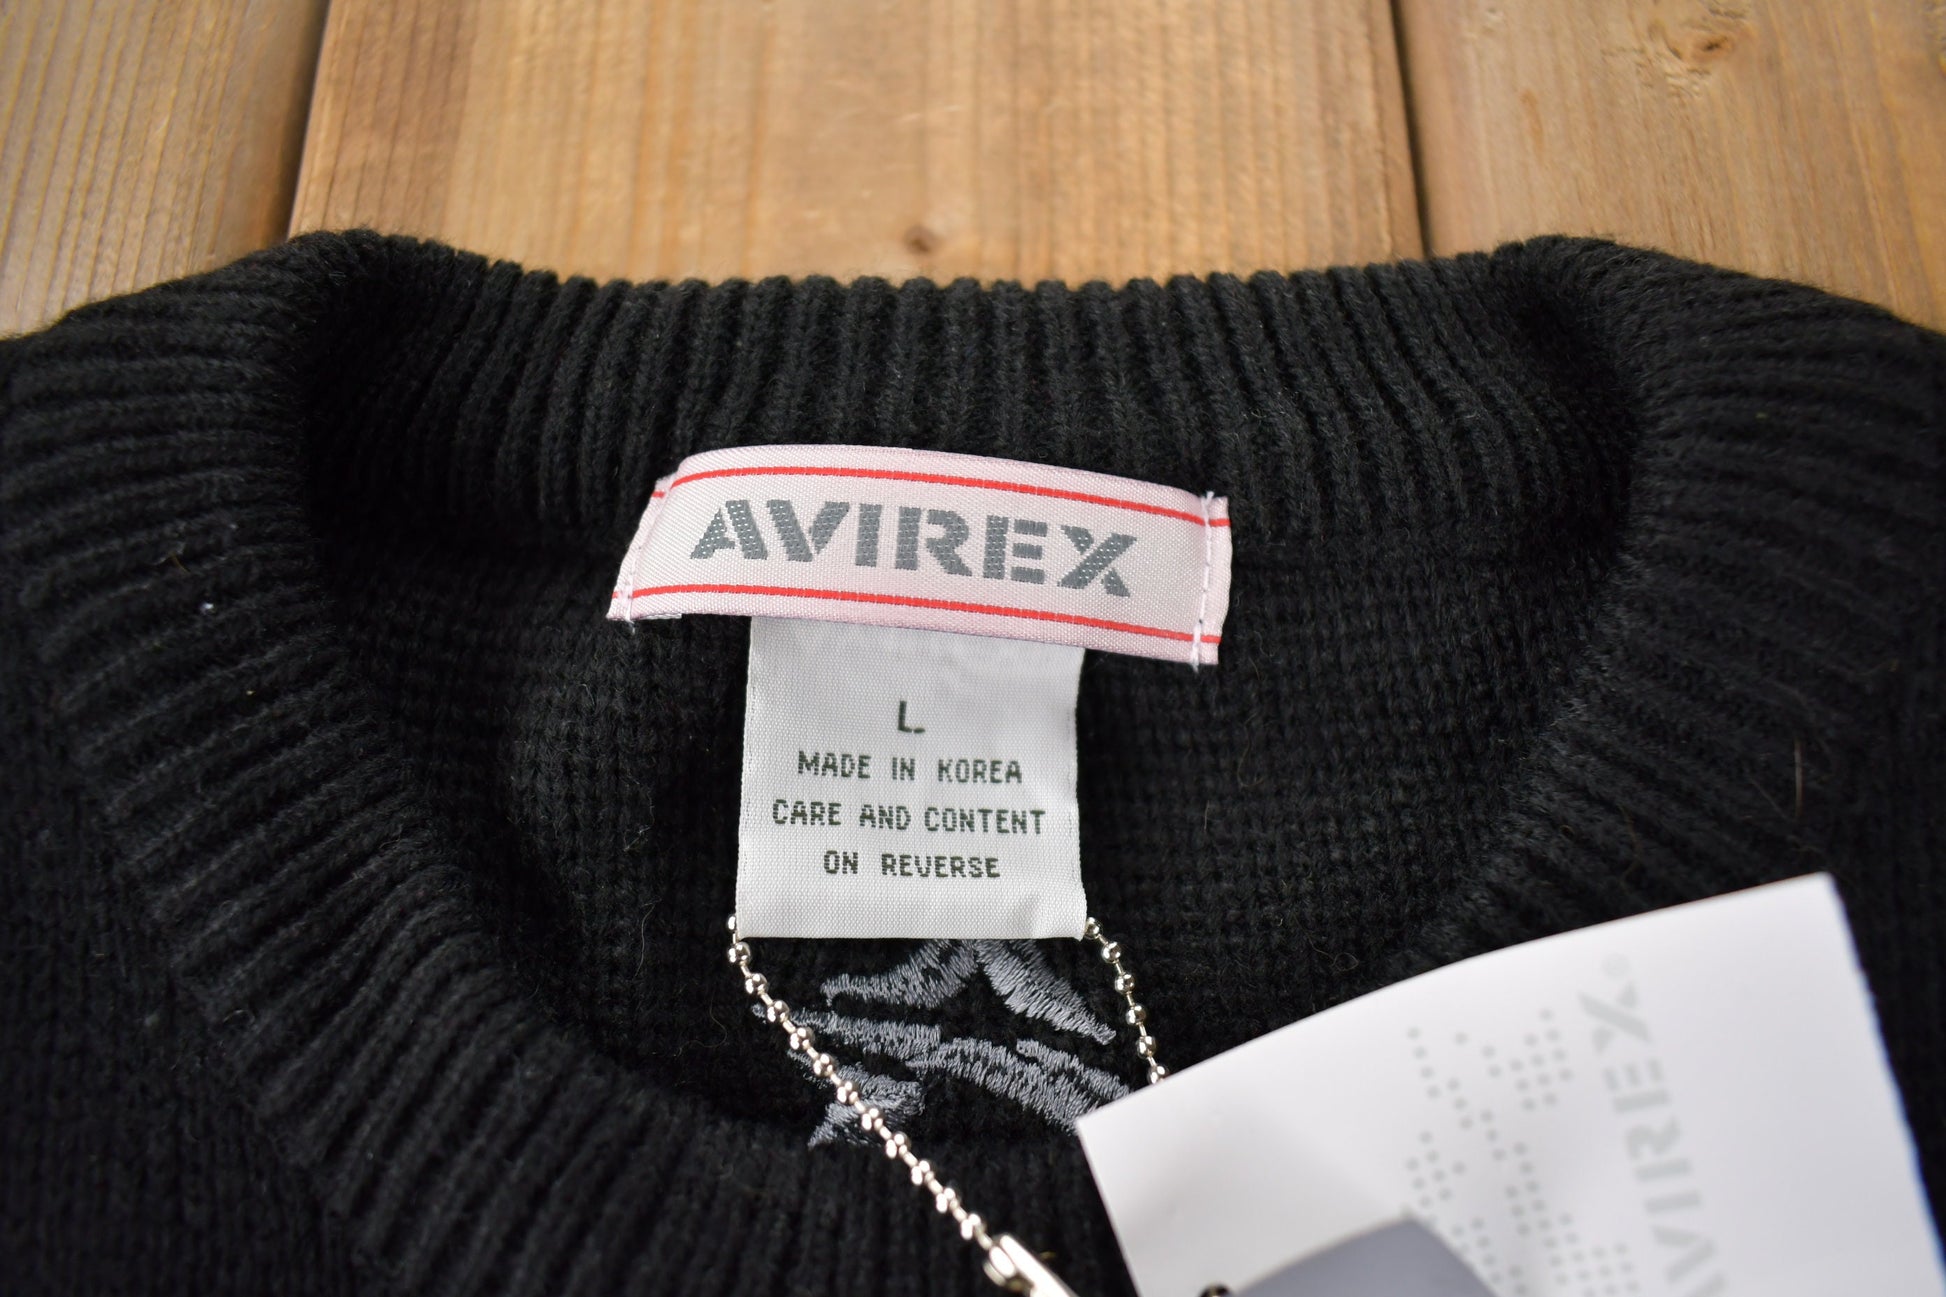 AVIREX
L
MADE IN KOREA
CARE AND CONTENT
ON REVERSE
AVIREX®